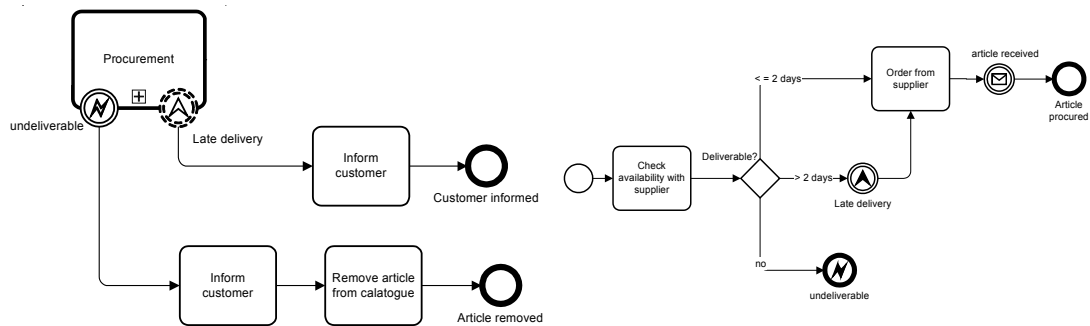 Procurement
undeliverable
Late delivery
Inform
customer
Customer informed
Inform
customer
Remove article
from calatogue
Article removed
article received
Order from
supplier
< = 2 days
Article
procured
Deliverable?
Check
availability with
supplier
> 2 days
Late delivery
no
undeliverable